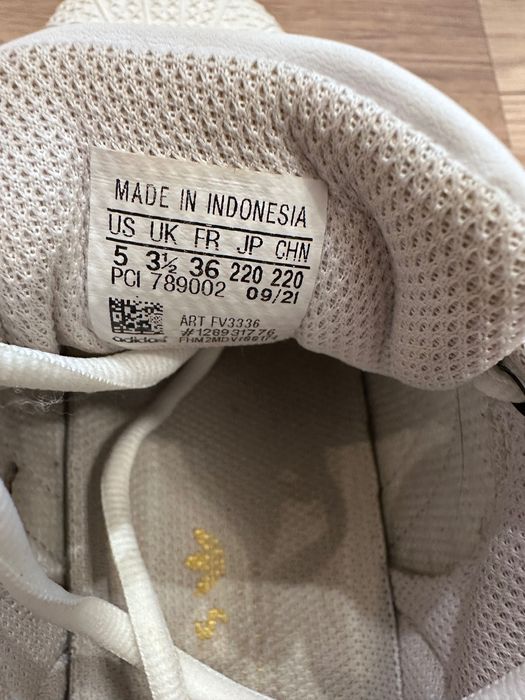 MADE IN INDONESIA
US UK FR JP CHN
5 3½ 36 220 220
PCI 789002 09/21
ART FV3336
#128931776
adidas